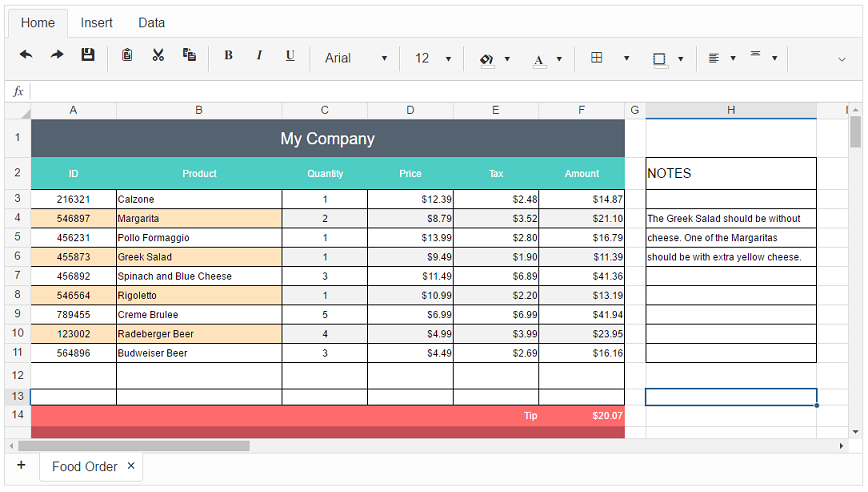 Home Insert Data
B I U Arial 12 A
fx
A B C D E F G H
1 My Company
2 ID Product Quantity Price Tax Amount NOTES
3 216321 Calzone 1 $12.39 $2.48 $14.87
4 546897 Margarita 2 $8.79 $3.52 $21.10 The Greek Salad should be without
5 456231 Pollo Formaggio 1 $13.99 $2.80 $16.79 cheese. One of the Margaritas
6 455873 Greek Salad 1 $9.49 $1.90 $11.39 should be with extra yellow cheese.
7 456892 Spinach and Blue Cheese 3 $11.49 $6.89 $41.36
8 546564 Rigoletto 1 $10.99 $2.20 $13.19
9 789455 Creme Brulee 5 $6.99 $6.99 $41.94
10 123002 Radeberger Beer 4 $4.99 $3.99 $23.95
11 564896 Budweiser Beer 3 $4.49 $2.69 $16.16
12
13
14 Tip $20.07
+ Food Order ×